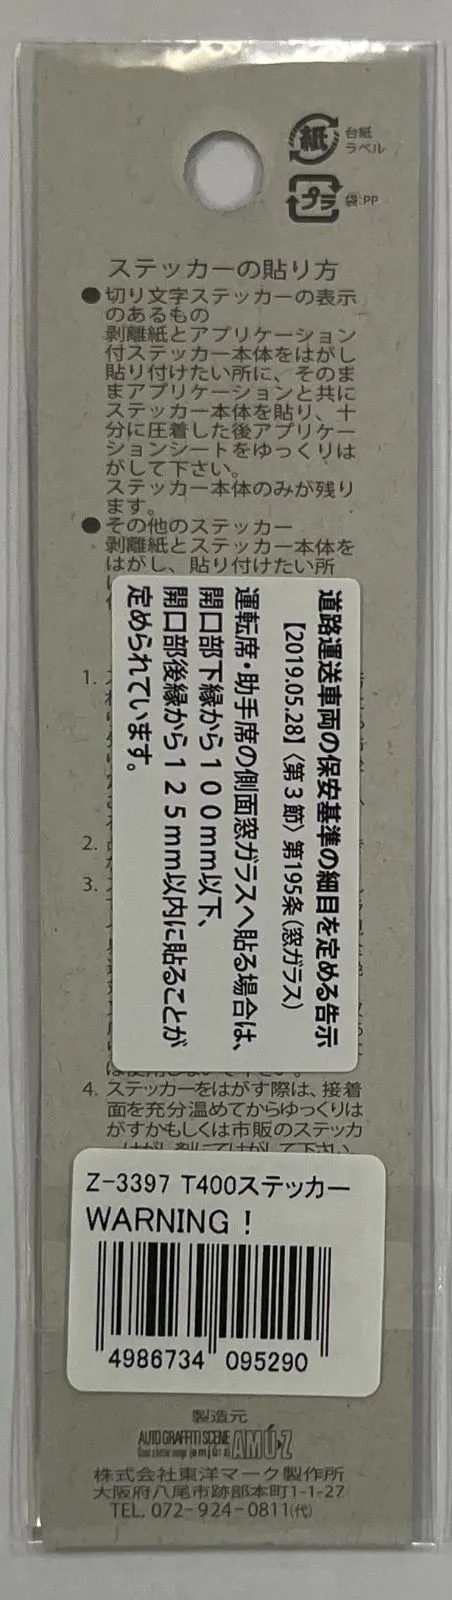 紙
台紙
ラベル
プラ
袋:PP
ステッカーの貼り方
●切り文字ステッカーの表示
のあるもの
剥離紙とアプリケーション
付ステッカー本体をはがし
貼り付けたい所に、そのま
まアプリケーションと共に
ステッカー本体を貼り、十
分に圧着した後アプリケー
ションシートをゆっくりは
がして下さい。
ステッカー本体のみが残り
ます。
●その他のステッカー
剥離紙とステッカー本体を
はがし、貼り付けたい所
道路運送車両の保安基準の細目を定める告示
【2019.05.28】〈第3節〉第195条(窓ガラス)
運転席・助手席の側面窓ガラスへ貼る場合は、
開口部下縁から100mm以下、
開口部後縁から125mm以内に貼ることが
定められています。
1.
2.
3.
4. ステッカーをはがす際は、接着
面を充分温めてからゆっくりは
がすかもしくは市販のステッカ
Z-3397 T400ステッカー
WARNING！
4986734 095290
製造元
AUTO GRAFFITI SCENE
AMÚ・Z
株式会社東洋マーク製作所
大阪府八尾市跡部本町1-1-27
TEL. 072-924-0811(代)